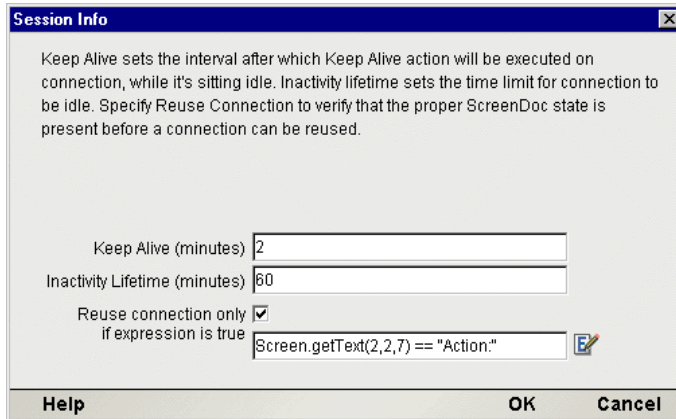 Session Info
Keep Alive sets the interval after which Keep Alive action will be executed on
connection, while it's sitting idle. Inactivity lifetime sets the time limit for connection to
be idle. Specify Reuse Connection to verify that the proper ScreenDoc state is
present before a connection can be reused.
Keep Alive (minutes) 2
Inactivity Lifetime (minutes) 60
Reuse connection only
if expression is true
Screen.getText(2,2,7) == "Action:"
Help OK Cancel